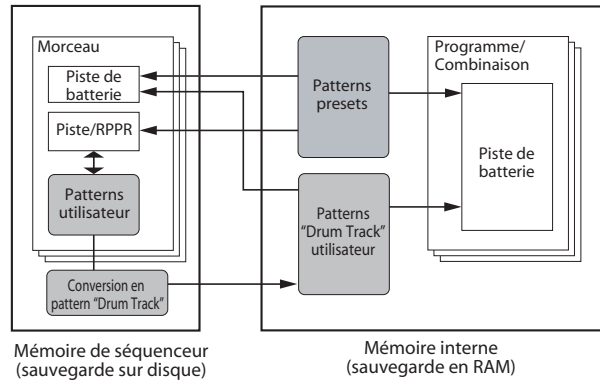 Morceau
Piste de
batterie
Piste/RPPR
Patterns
utilisateur
Conversion en
pattern “Drum Track”
Mémoire de séquenceur
(sauvegarde sur disque)
Patterns
presets
Patterns
“Drum Track”
utilisateur
Programme/
Combinaison
Piste de
batterie
Mémoire interne
(sauvegarde en RAM)